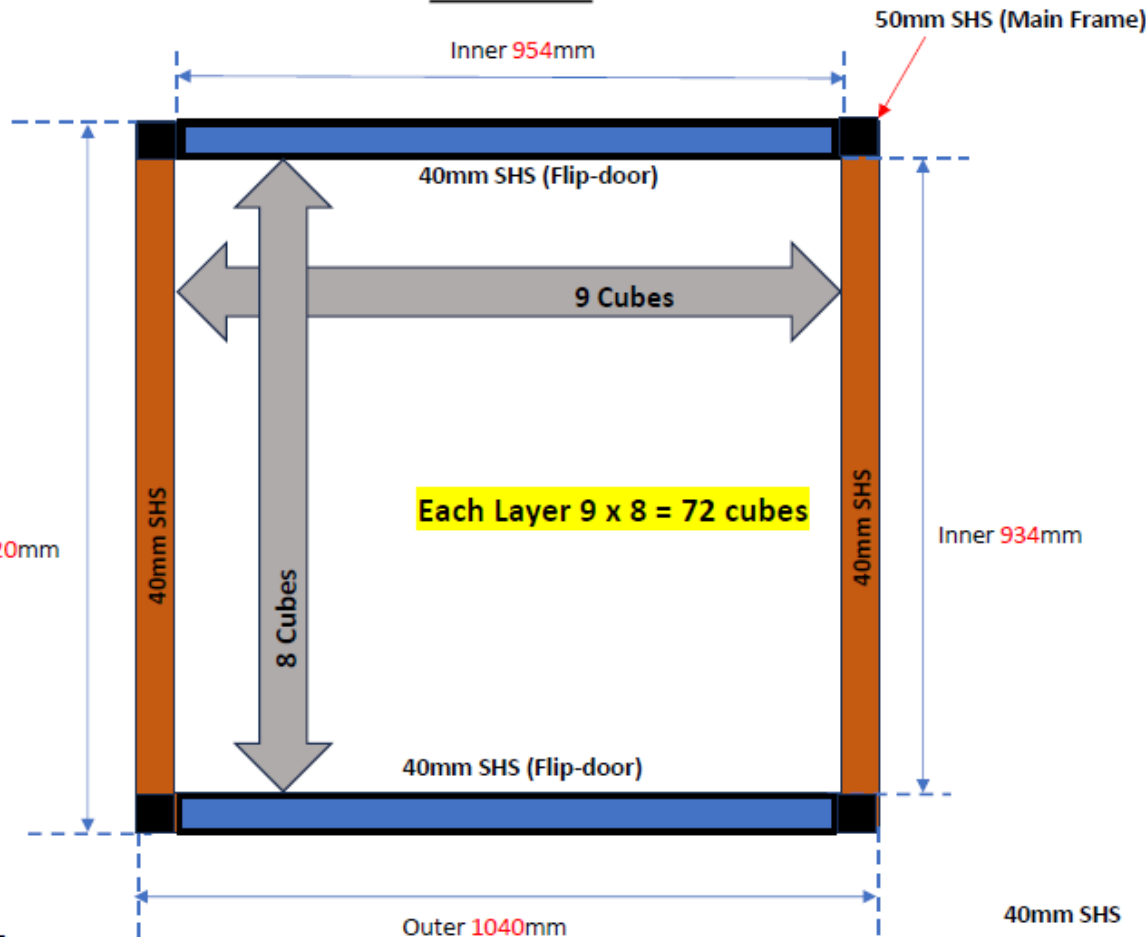 50mm SHS (Main Frame)
Inner 954mm
40mm SHS (Flip-door)
9 Cubes
40mm SHS
8 Cubes
Each Layer 9 x 8 = 72 cubes
40mm SHS
20mm
Inner 934mm
40mm SHS (Flip-door)
Outer 1040mm
40mm SHS